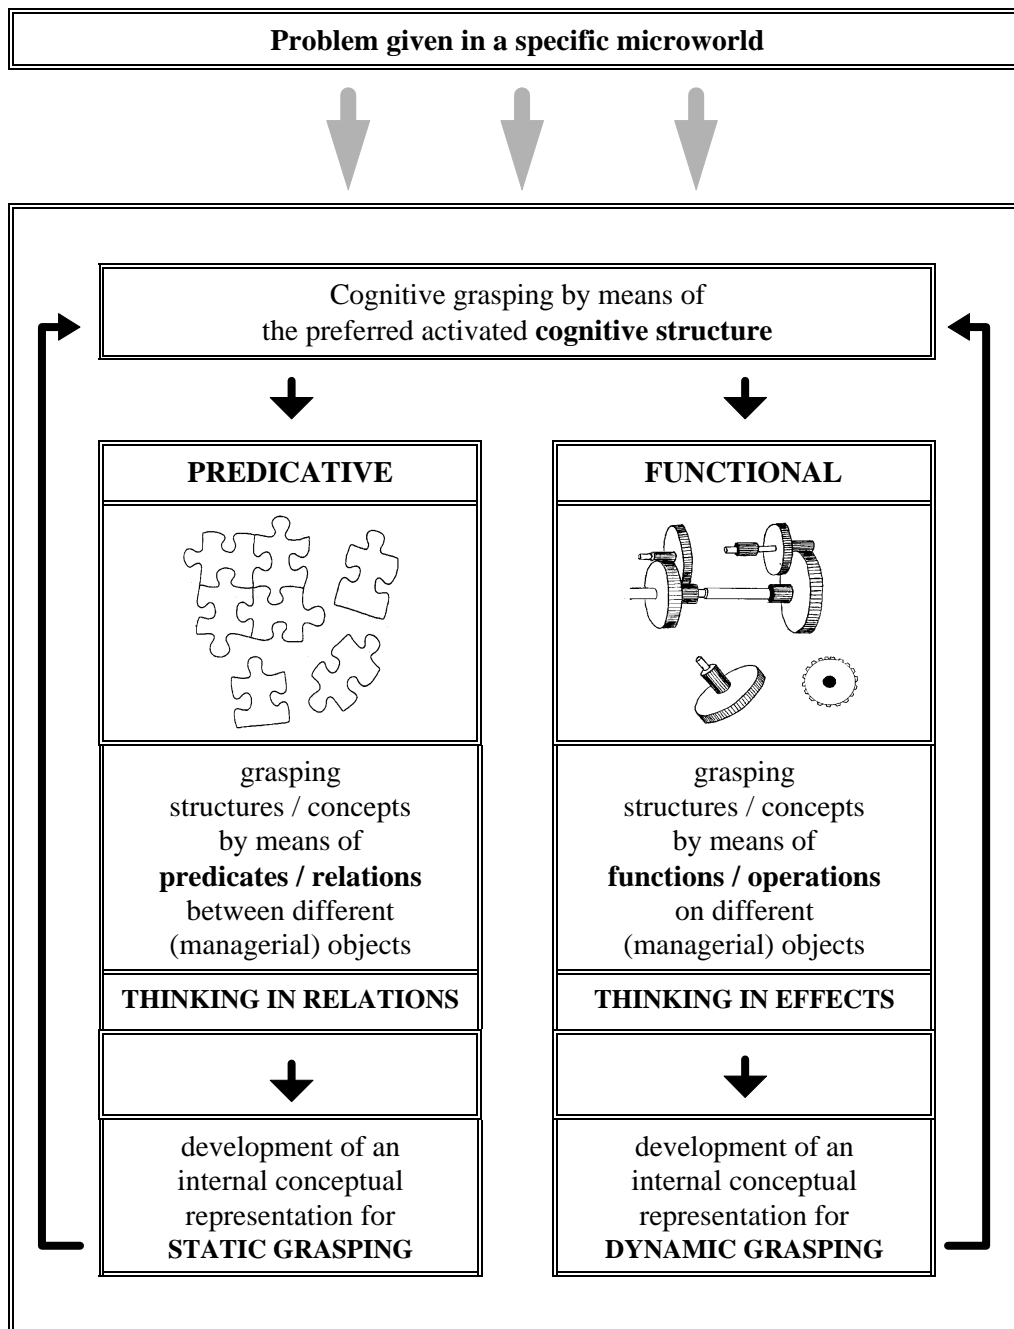 Problem given in a specific microworld
Cognitive grasping by means of
the preferred activated cognitive structure
PREDICATIVE
grasping
structures / concepts
by means of
predicates / relations
between different
(managerial) objects
THINKING IN RELATIONS
development of an
internal conceptual
representation for
STATIC GRASPING
FUNCTIONAL
grasping
structures / concepts
by means of
functions / operations
on different
(managerial) objects
THINKING IN EFFECTS
development of an
internal conceptual
representation for
DYNAMIC GRASPING